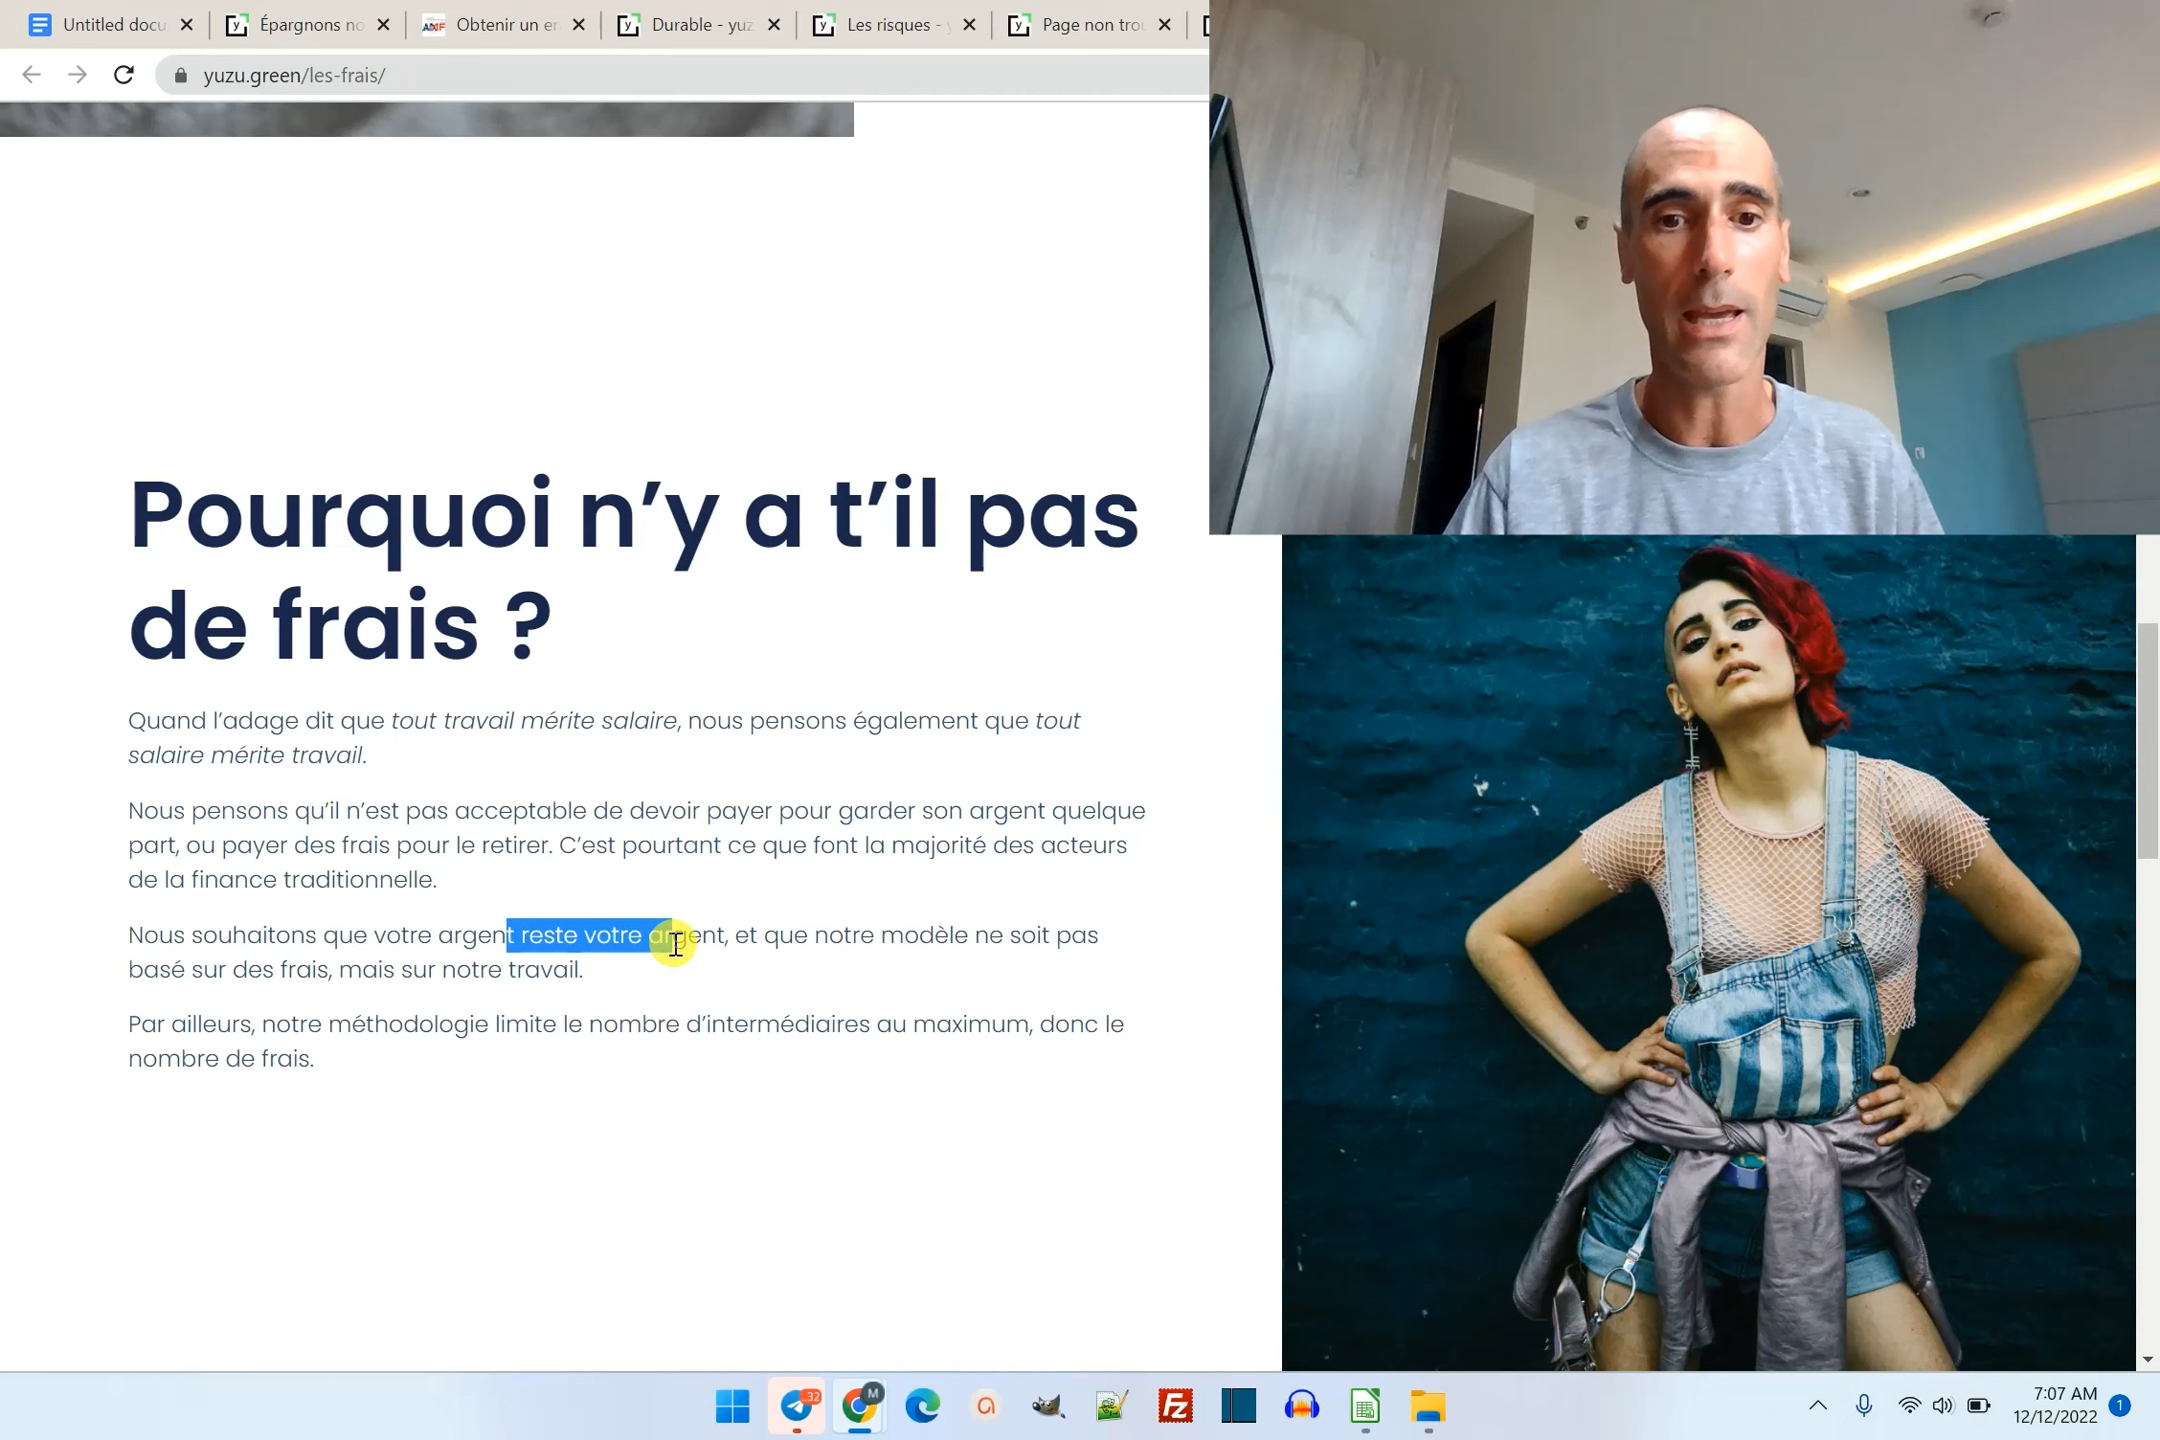 Untitled docu
Épargnons no
Obtenir un en
Durable - yuz
Les risques - y
Page non trou
yuzu.green/les-frais/
Pourquoi n’y a t’il pas
de frais ?
Quand l’adage dit que tout travail mérite salaire, nous pensons également que tout
salaire mérite travail.
Nous pensons qu’il n’est pas acceptable de devoir payer pour garder son argent quelque
part, ou payer des frais pour le retirer. C’est pourtant ce que font la majorité des acteurs
de la finance traditionnelle.
Nous souhaitons que votre argent reste votre argent, et que notre modèle ne soit pas
basé sur des frais, mais sur notre travail.
Par ailleurs, notre méthodologie limite le nombre d’intermédiaires au maximum, donc le
nombre de frais.
32
M
7:07 AM
12/12/2022
1